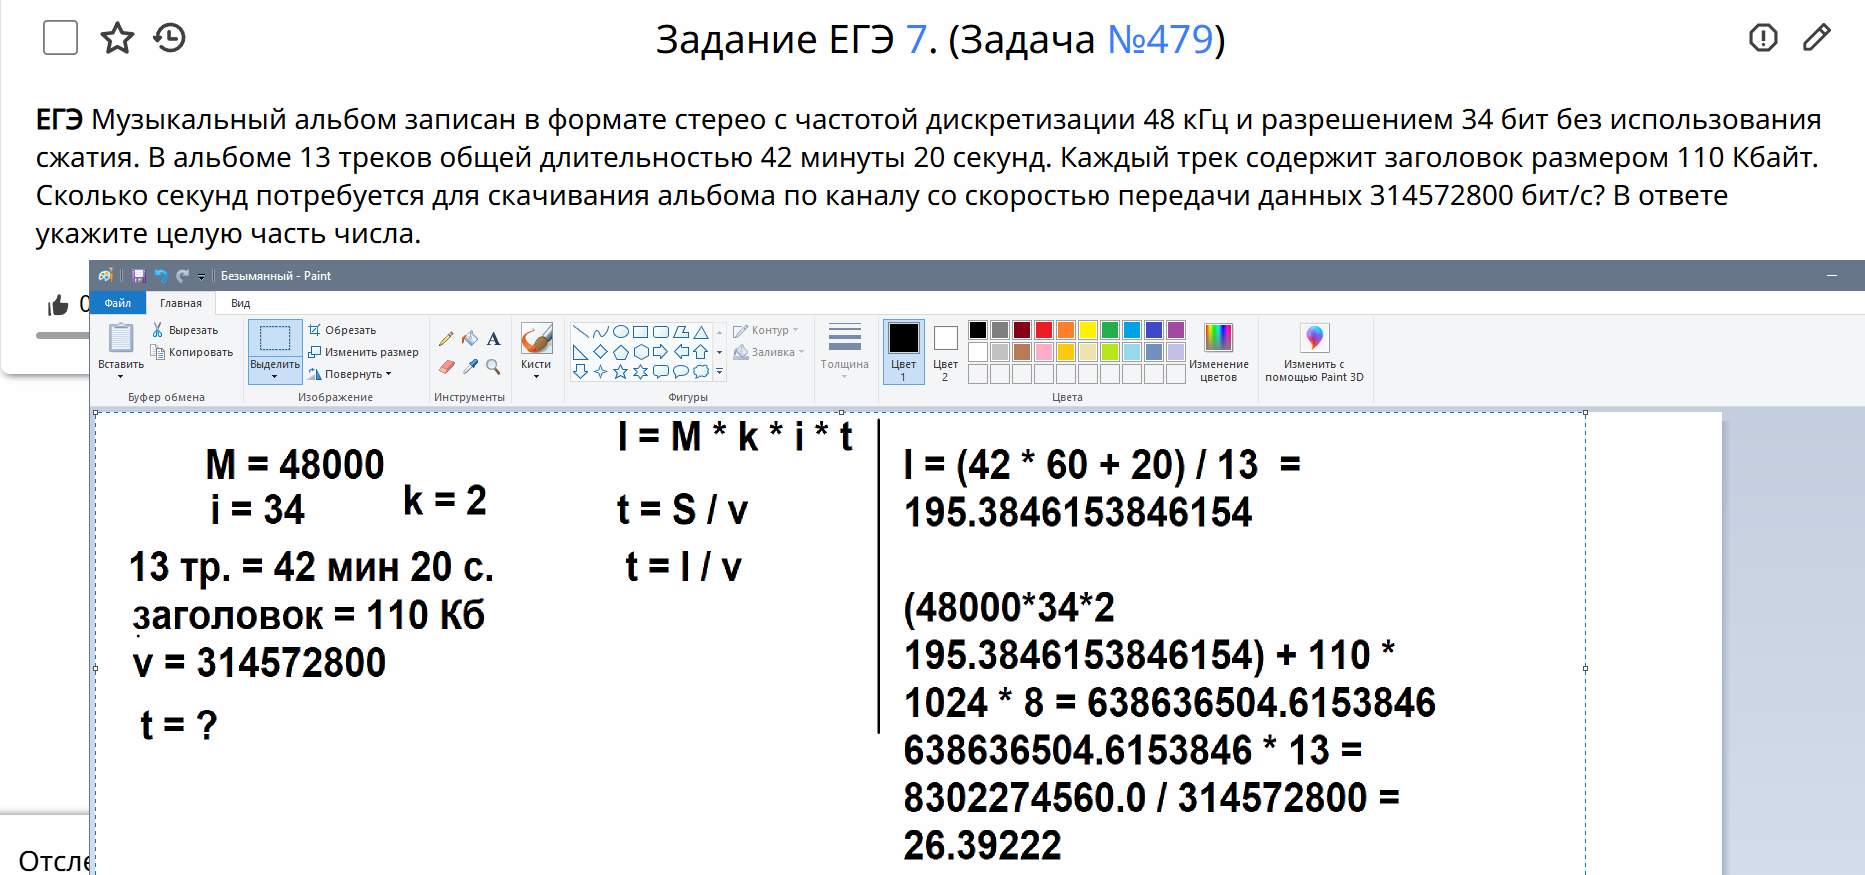 Задание ЕГЭ 7. (Задача №479)
ЕГЭ Музыкальный альбом записан в формате стерео с частотой дискретизации 48 кГц и разрешением 34 бит без использования
сжатия. В альбоме 13 треков общей длительностью 42 минуты 20 секунд. Каждый трек содержит заголовок размером 110 Кбайт.
Сколько секунд потребуется для скачивания альбома по каналу со скоростью передачи данных 314572800 бит/с? В ответе
укажите целую часть числа.
Безымянный - Paint
0
Файл Главная Вид
Вставить
Вырезать
Копировать
Буфер обмена
Выделить
Обрезать
Изменить размер
Повернуть
Изображение
Инструменты
Кисти
Контур
Заливка
Фигуры
Толщина
Цвет 1
Цвет 2
Изменение цветов
Цвета
Изменить с помощью Paint 3D
M = 48000
i = 34
k = 2
13 тр. = 42 мин 20 с.
заголовок = 110 Кб
v = 314572800
t = ?
I = M * k * i * t
t = S / v
t = I / v
I = (42 * 60 + 20) / 13 =
195.3846153846154
(48000*34*2
195.3846153846154) + 110 *
1024 * 8 = 638636504.6153846
638636504.6153846 * 13 =
8302274560.0 / 314572800 =
26.39222
Отсле